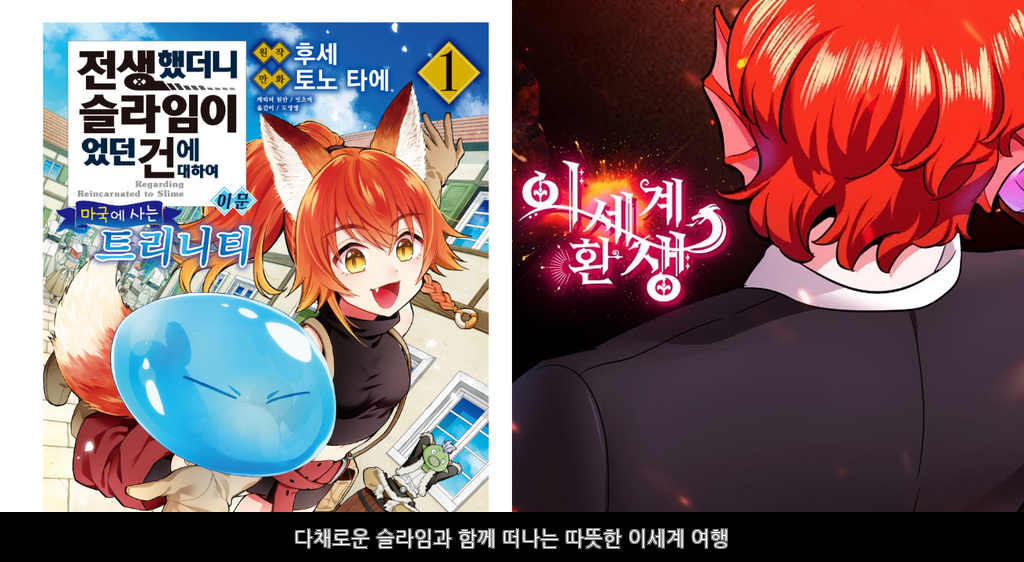 전생했더니
슬라임이
었던 건에
대하여
Regarding
Reincarnated to Slime
이문
마국에 사는
트리니티
원작 후세
만화 토노 타에
캐릭터 원안 / 밋츠바
옮긴이 / 도영명
1
이세계
환생
다채로운 슬라임과 함께 떠나는 따뜻한 이세계 여행